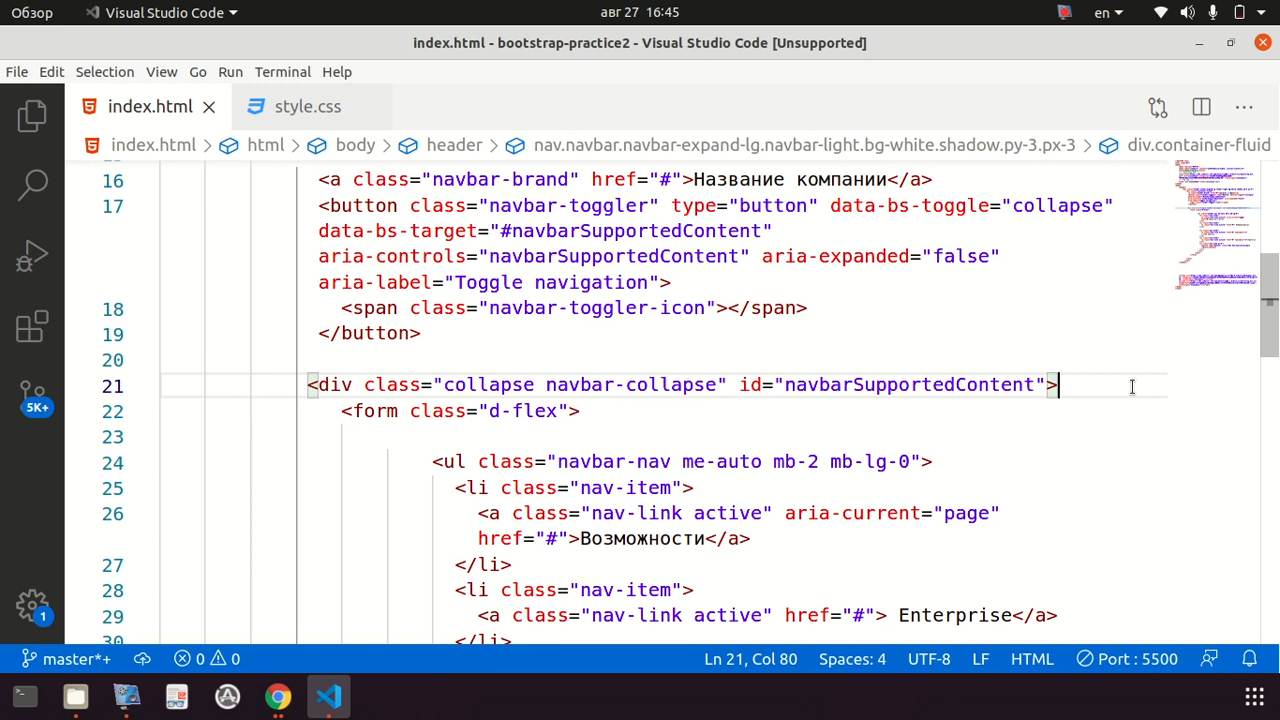 Обзор Visual Studio Code авг 27 16:45 en
index.html - bootstrap-practice2 - Visual Studio Code [Unsupported]
File Edit Selection View Go Run Terminal Help
index.html style.css
index.html > html > body > header > nav.navbar.navbar-expand-lg.navbar-light.bg-white.shadow.py-3.px-3 > div.container-fluid
16 <a class="navbar-brand" href="#">Название компании</a>
17 <button class="navbar-toggler" type="button" data-bs-toggle="collapse"
data-bs-target="#navbarSupportedContent"
aria-controls="navbarSupportedContent" aria-expanded="false"
aria-label="Toggle navigation">
18 <span class="navbar-toggler-icon"></span>
19 </button>
20
21 <div class="collapse navbar-collapse" id="navbarSupportedContent">
22 <form class="d-flex">
23
24 <ul class="navbar-nav me-auto mb-2 mb-lg-0">
25 <li class="nav-item">
26 <a class="nav-link active" aria-current="page"
href="#">Возможности</a>
27 </li>
28 <li class="nav-item">
29 <a class="nav-link active" href="#"> Enterprise</a>
30 </li>
5K+
1
master*+ 0 0 Ln 21, Col 80 Spaces: 4 UTF-8 LF HTML Port : 5500